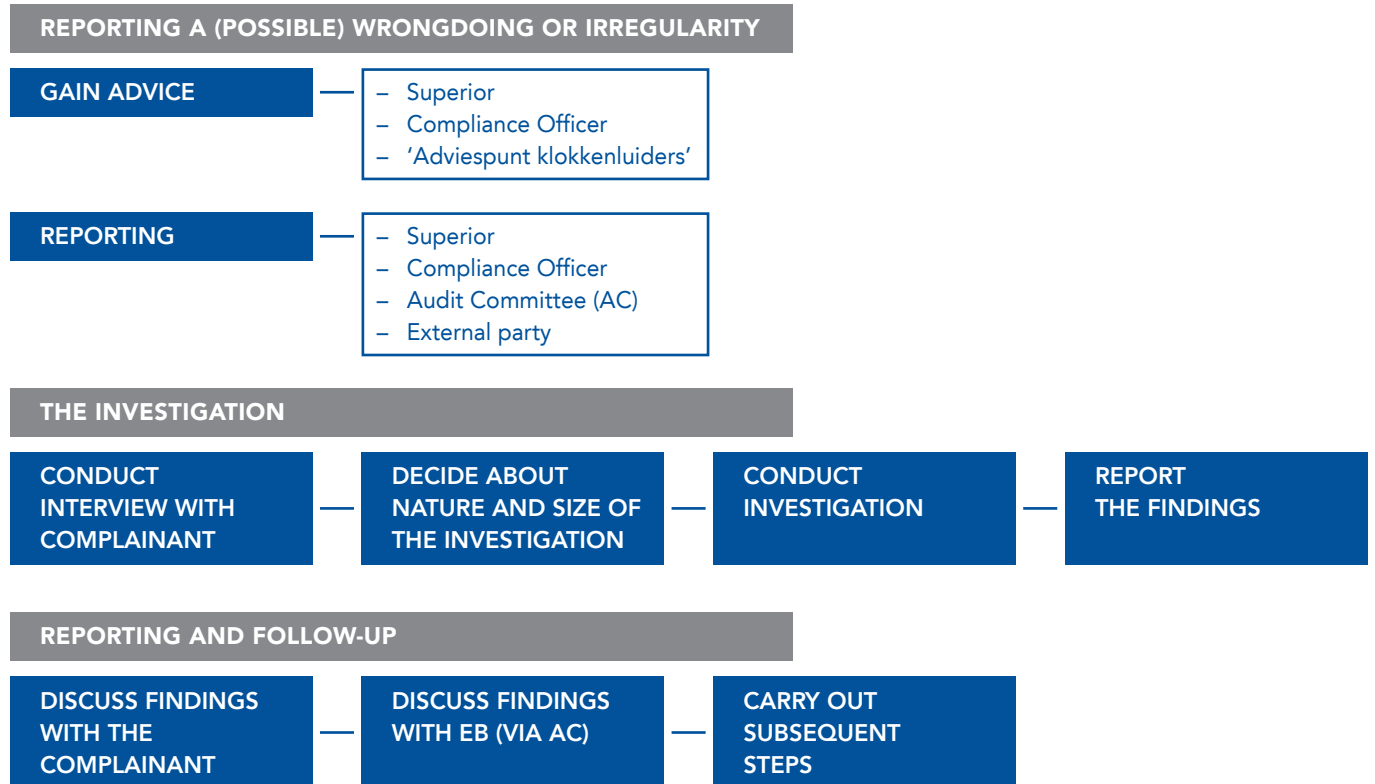 REPORTING A (POSSIBLE) WRONGDOING OR IRREGULARITY
GAIN ADVICE
– Superior
– Compliance Officer
– ‘Adviespunt klokkenluiders’
REPORTING
– Superior
– Compliance Officer
– Audit Committee (AC)
– External party
THE INVESTIGATION
CONDUCT
INTERVIEW WITH
COMPLAINANT
DECIDE ABOUT
NATURE AND SIZE OF
THE INVESTIGATION
CONDUCT
INVESTIGATION
REPORT
THE FINDINGS
REPORTING AND FOLLOW-UP
DISCUSS FINDINGS
WITH THE
COMPLAINANT
DISCUSS FINDINGS
WITH EB (VIA AC)
CARRY OUT
SUBSEQUENT
STEPS